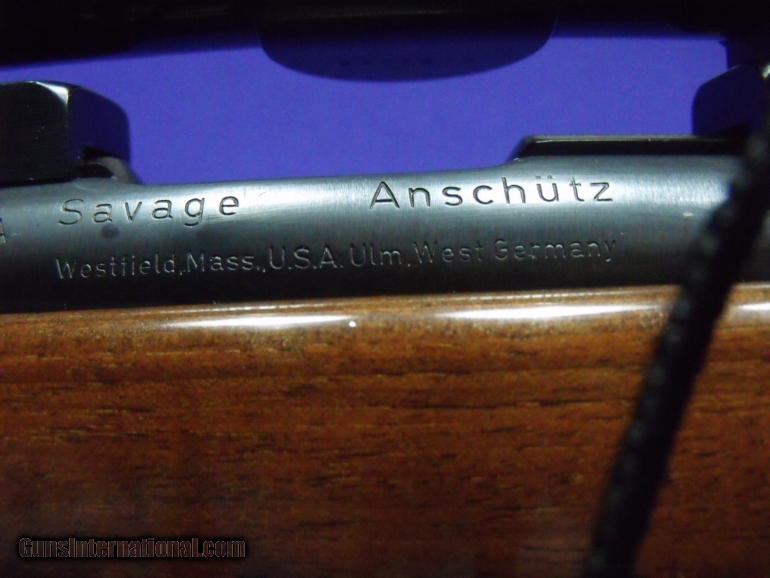 Savage Anschütz
Westfield, Mass., U.S.A. Ulm, West Germany
GunsInternational.com